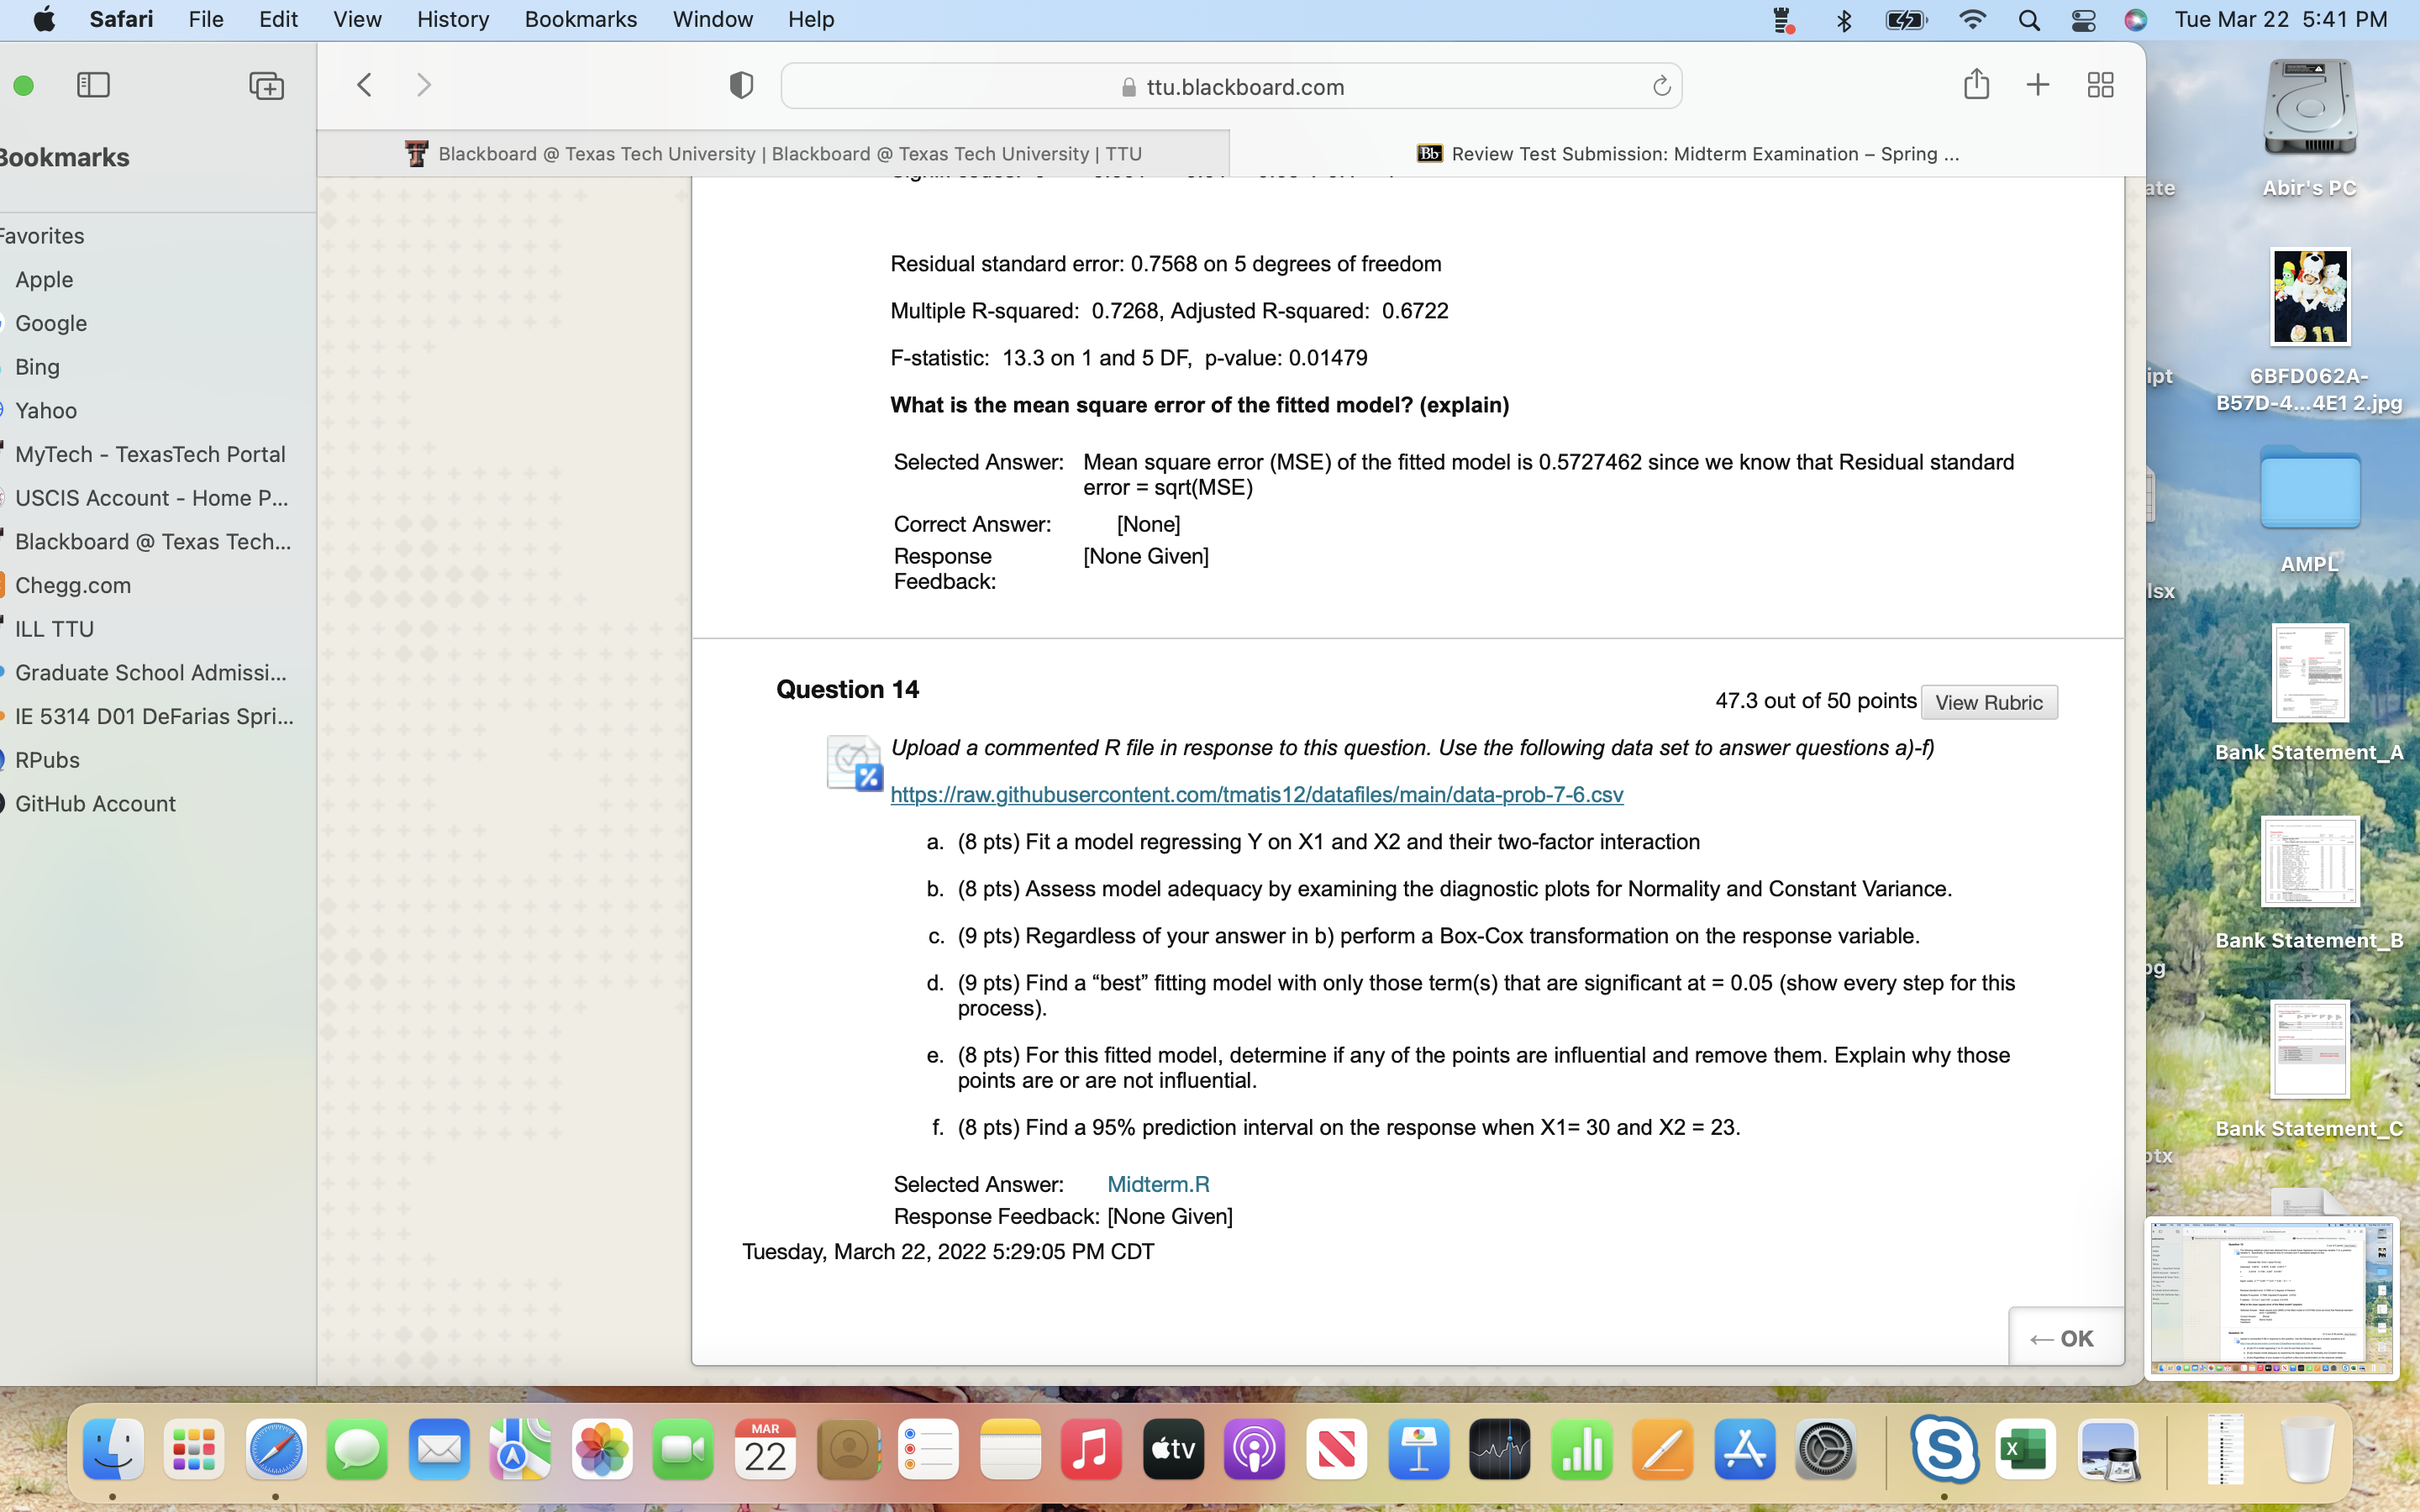 Safari File Edit View History Bookmarks Window Help Tue Mar 22 5:41 PM
ttu.blackboard.com
Blackboard @ Texas Tech University | Blackboard @ Texas Tech University | TTU
Bb Review Test Submission: Midterm Examination – Spring ...
Bookmarks
Favorites
Apple
Google
Bing
Yahoo
MyTech - TexasTech Portal
USCIS Account - Home P...
Blackboard @ Texas Tech...
Chegg.com
ILL TTU
Graduate School Admissi...
IE 5314 D01 DeFarias Spri...
RPubs
GitHub Account
Residual standard error: 0.7568 on 5 degrees of freedom
Multiple R-squared: 0.7268, Adjusted R-squared: 0.6722
F-statistic: 13.3 on 1 and 5 DF, p-value: 0.01479
What is the mean square error of the fitted model? (explain)
Selected Answer: Mean square error (MSE) of the fitted model is 0.5727462 since we know that Residual standard
error = sqrt(MSE)
Correct Answer: [None]
Response [None Given]
Feedback:
Question 14
47.3 out of 50 points View Rubric
Upload a commented R file in response to this question. Use the following data set to answer questions a)-f)
https://raw.githubusercontent.com/tmatis12/datafiles/main/data-prob-7-6.csv
a. (8 pts) Fit a model regressing Y on X1 and X2 and their two-factor interaction
b. (8 pts) Assess model adequacy by examining the diagnostic plots for Normality and Constant Variance.
c. (9 pts) Regardless of your answer in b) perform a Box-Cox transformation on the response variable.
d. (9 pts) Find a “best” fitting model with only those term(s) that are significant at = 0.05 (show every step for this
process).
e. (8 pts) For this fitted model, determine if any of the points are influential and remove them. Explain why those
points are or are not influential.
f. (8 pts) Find a 95% prediction interval on the response when X1= 30 and X2 = 23.
Selected Answer: Midterm.R
Response Feedback: [None Given]
Tuesday, March 22, 2022 5:29:05 PM CDT
← OK
ate
Abir's PC
ipt
6BFD062A-
B57D-4...4E1 2.jpg
AMPL
lsx
Bank Statement_A
Bank Statement_B
pg
Bank Statement_C
ptx
MAR
22
tv